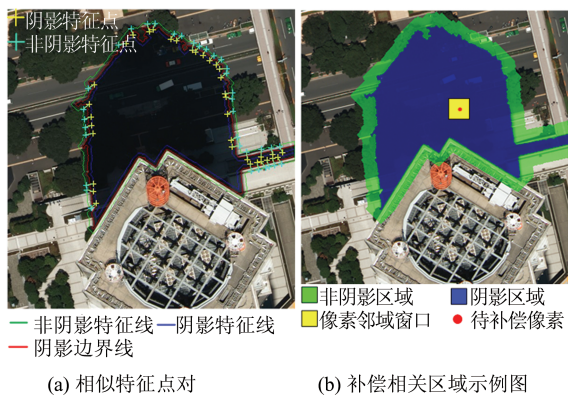 阴影特征点
非阴影特征点
非阴影特征线 阴影特征线
阴影边界线
(a) 相似特征点对
非阴影区域 阴影区域
像素邻域窗口 待补偿像素
(b) 补偿相关区域示例图